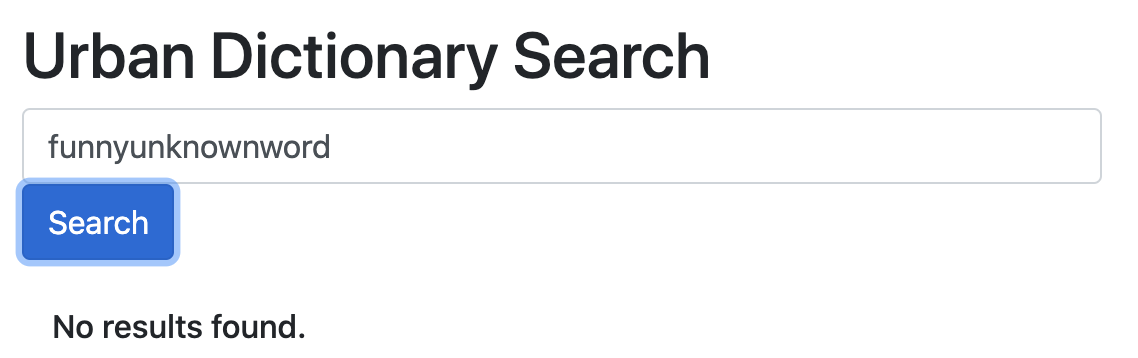 Urban Dictionary Search
funnyunknownword
Search
No results found.